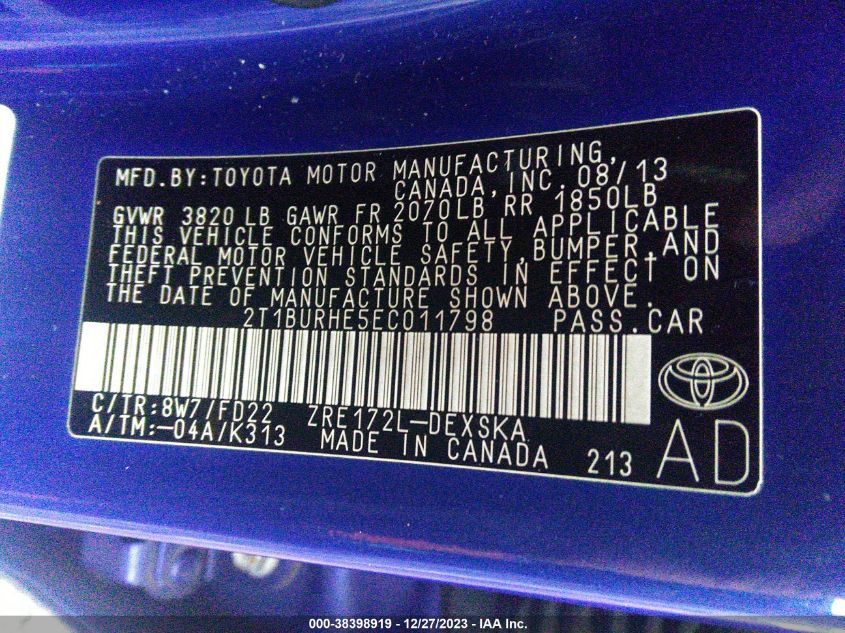 MFD.BY:TOYOTA MOTOR MANUFACTURING,
CANADA,INC. 08/13
GVWR 3820 LB GAWR FR 2070LB RR 1850LB
THIS VEHICLE CONFORMS TO ALL APPLICABLE
FEDERAL MOTOR VEHICLE SAFETY,BUMPER,AND
THEFT PREVENTION STANDARDS IN EFFECT ON
THE DATE OF MANUFACTURE SHOWN ABOVE.
2T1BURHE5EC011798 PASS.CAR
C/TR:8W7/FD22 ZRE172L-DEXSKA
A/TM:-04A/K313 MADE IN CANADA 213 AD
000-38398919 - 12/27/2023 - IAA Inc.